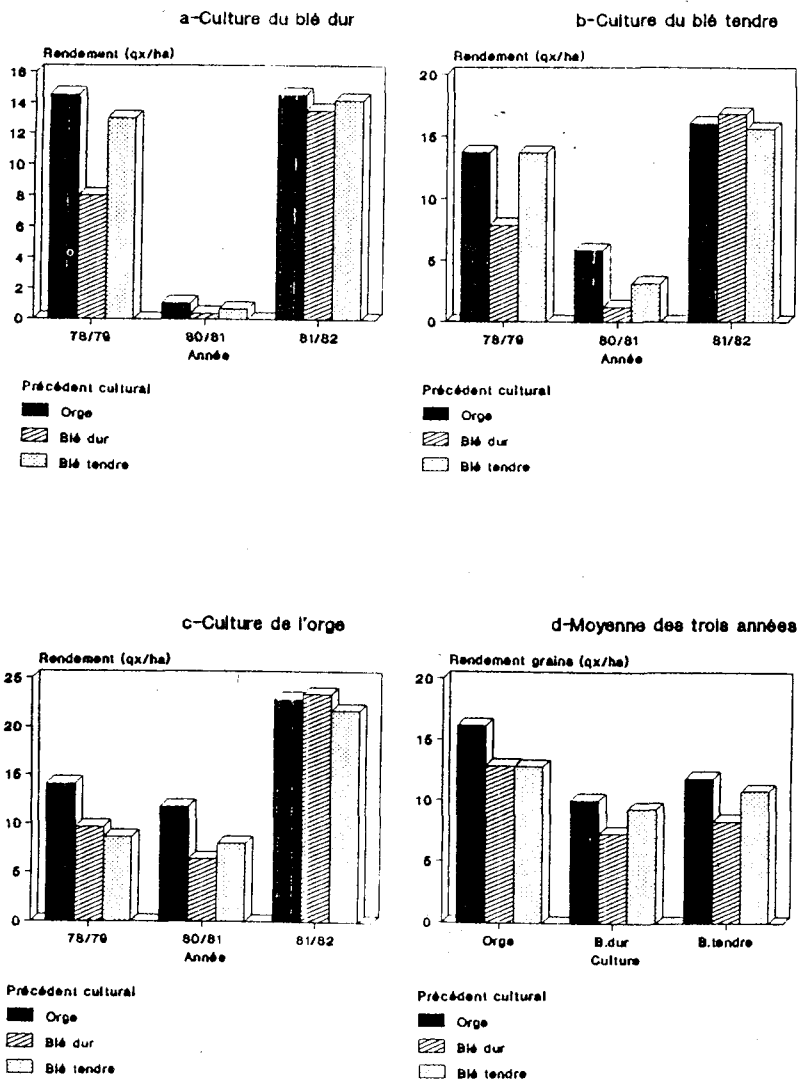 a-Culture du blé dur
Rendement (qx/ha)
16
14
12
10
8
6
4
2
0
78/79
80/81
81/82
Année
Précédent cultural
Orge
Blé dur
Blé tendre
b-Culture du blé tendre
Rendement (qx/ha)
20
15
10
5
0
78/79
80/81
81/82
Année
Précédent cultural
Orge
Blé dur
Blé tendre
c-Culture de l'orge
Rendement (qx/ha)
25
20
15
10
5
0
78/79
80/81
81/82
Année
Précédent cultural
Orge
Blé dur
Blé tendre
d-Moyenne des trois années
Rendement grains (qx/ha)
20
15
10
5
0
Orge
B.dur
B.tendre
Culture
Précédent cultural
Orge
Blé dur
Blé tendre